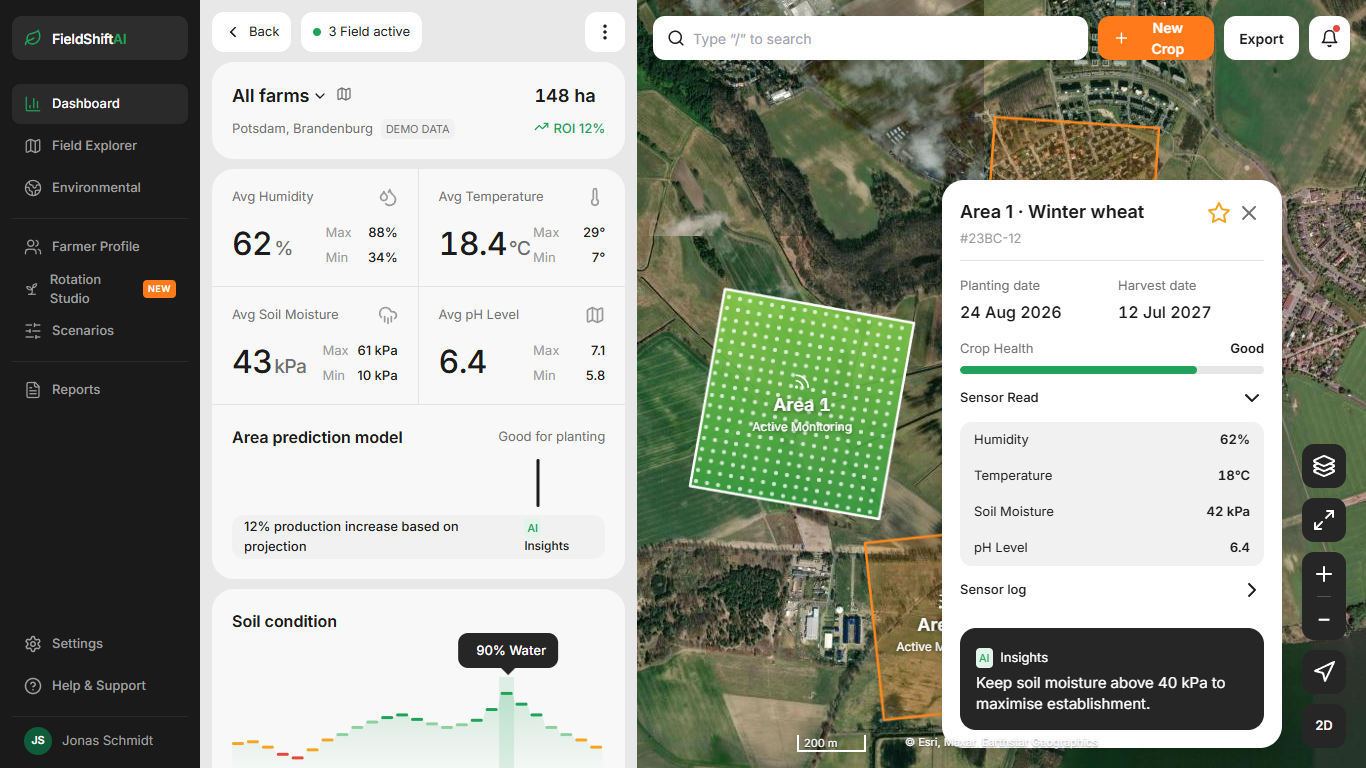 FieldShiftAI
Dashboard
Field Explorer
Environmental
Farmer Profile
Rotation
Studio
NEW
Scenarios
Reports
Settings
Help & Support
JS Jonas Schmidt
Back
3 Field active
All farms
148 ha
Potsdam, Brandenburg DEMO DATA
ROI 12%
Avg Humidity
62 %
Max 88%
Min 34%
Avg Temperature
18.4 °C
Max 29°
Min 7°
Avg Soil Moisture
43 kPa
Max 61 kPa
Min 10 kPa
Avg pH Level
6.4
Max 7.1
Min 5.8
Area prediction model
Good for planting
12% production increase based on
projection
AI
Insights
Soil condition
90% Water
Type “/” to search
New
Crop
Export
Area 1
Active Monitoring
Are
Active M
200 m
© Esri, Maxar, Earthstar Geographics
Area 1 · Winter wheat
#23BC-12
Planting date
24 Aug 2026
Harvest date
12 Jul 2027
Crop Health
Good
Sensor Read
Humidity 62%
Temperature 18°C
Soil Moisture 42 kPa
pH Level 6.4
Sensor log
AI Insights
Keep soil moisture above 40 kPa to
maximise establishment.
2D